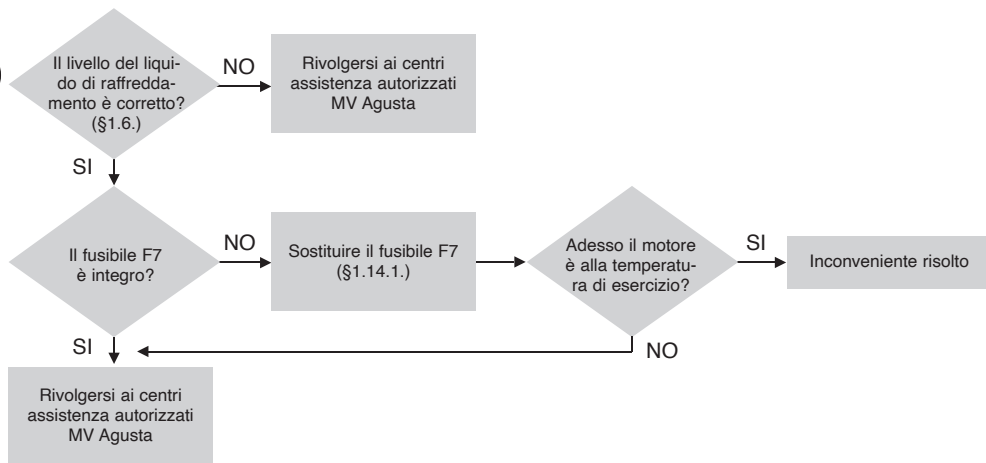 Il livello del liqui-
do di raffredda-
mento è corretto?
(§1.6.)
NO
Rivolgersi ai centri
assistenza autorizzati
MV Agusta
)
SI
Il fusibile F7
è integro?
NO
Sostituire il fusibile F7
(§1.14.1.)
Adesso il motore
è alla temperatu-
ra di esercizio?
SI
Inconveniente risolto
SI
NO
Rivolgersi ai centri
assistenza autorizzati
MV Agusta